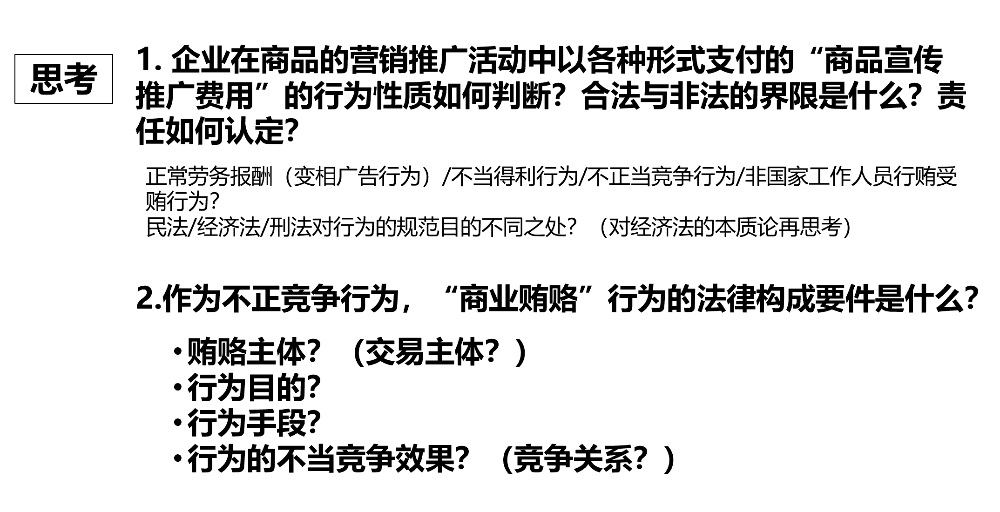 思考
1. 企业在商品的营销推广活动中以各种形式支付的“商品宣传
推广费用”的行为性质如何判断？合法与非法的界限是什么？责
任如何认定？
正常劳务报酬（变相广告行为）/不当得利行为/不正当竞争行为/非国家工作人员行贿受
贿行为？
民法/经济法/刑法对行为的规范目的不同之处？（对经济法的本质论再思考）
2.作为不正竞争行为，“商业贿赂”行为的法律构成要件是什么？
•贿赂主体？（交易主体？）
•行为目的？
•行为手段？
•行为的不当竞争效果？（竞争关系？）